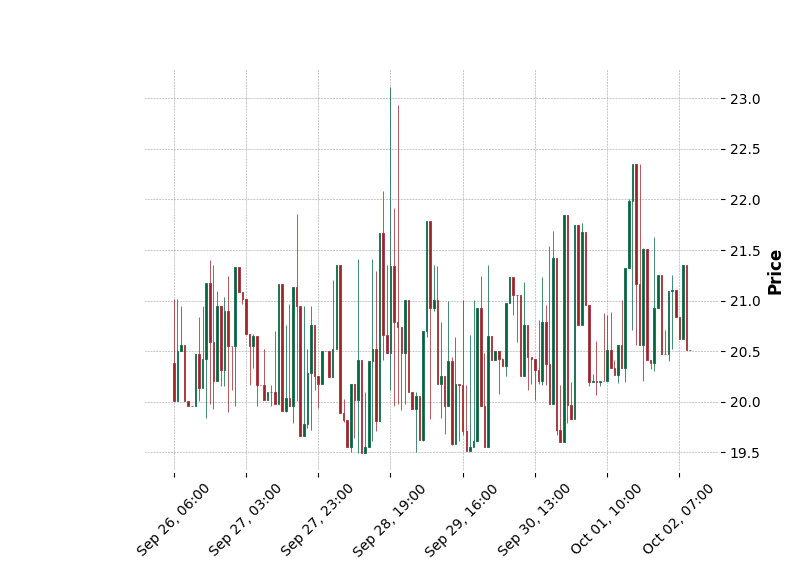 23.0
22.5
22.0
21.5
21.0
20.5
20.0
19.5
Price
Sep 26, 06:00
Sep 27, 03:00
Sep 27, 23:00
Sep 28, 19:00
Sep 29, 16:00
Sep 30, 13:00
Oct 01, 10:00
Oct 02, 07:00